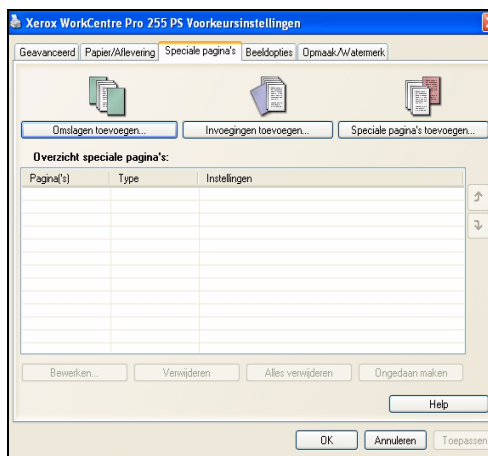 Xerox WorkCentre Pro 255 PS Voorkeursinstellingen
Geavanceerd Papier/Aflevering Speciale pagina's Beeldopties Opmaak/Watermerk
Omslagen toevoegen... Invoegingen toevoegen... Speciale pagina's toevoegen...
Overzicht speciale pagina's:
Pagina('s) Type Instellingen
Bewerken... Verwijderen Alles verwijderen Ongedaan maken
Help
OK Annuleren Toepassen